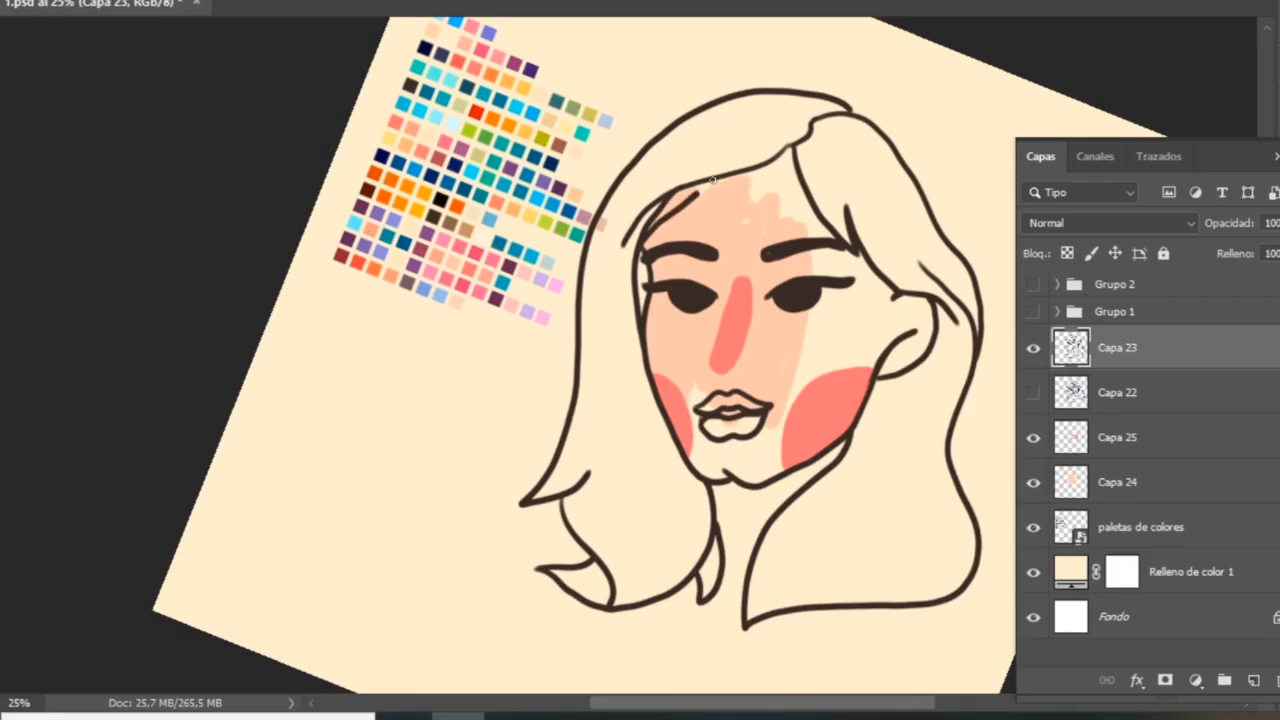 1.psd al 25% (Capa 23, RGB/8) *
Capas Canales Trazados
Tipo
Normal Opacidad: 100
Bloq.: Relleno: 100
Grupo 2
Grupo 1
Capa 23
Capa 22
Capa 25
Capa 24
paletas de colores
Relleno de color 1
Fondo
25% Doc: 25,7 MB/265,5 MB